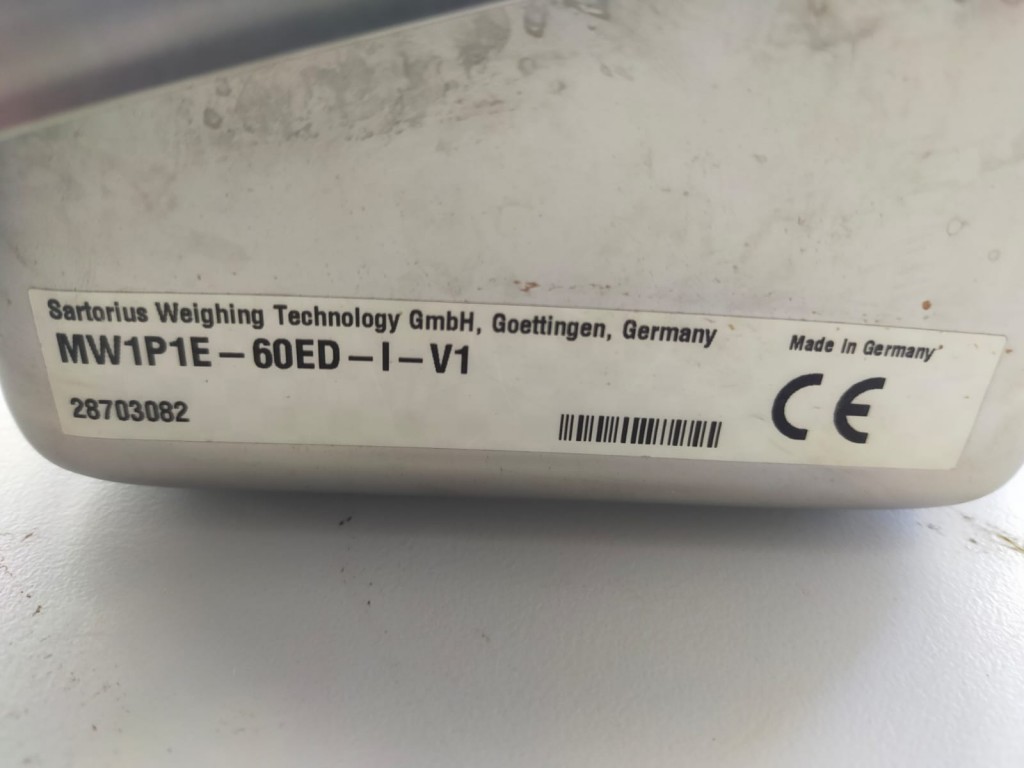 Sartorius Weighing Technology GmbH, Goettingen, Germany
MW1P1E-60ED-I-V1
Made in Germany
28703082
CE